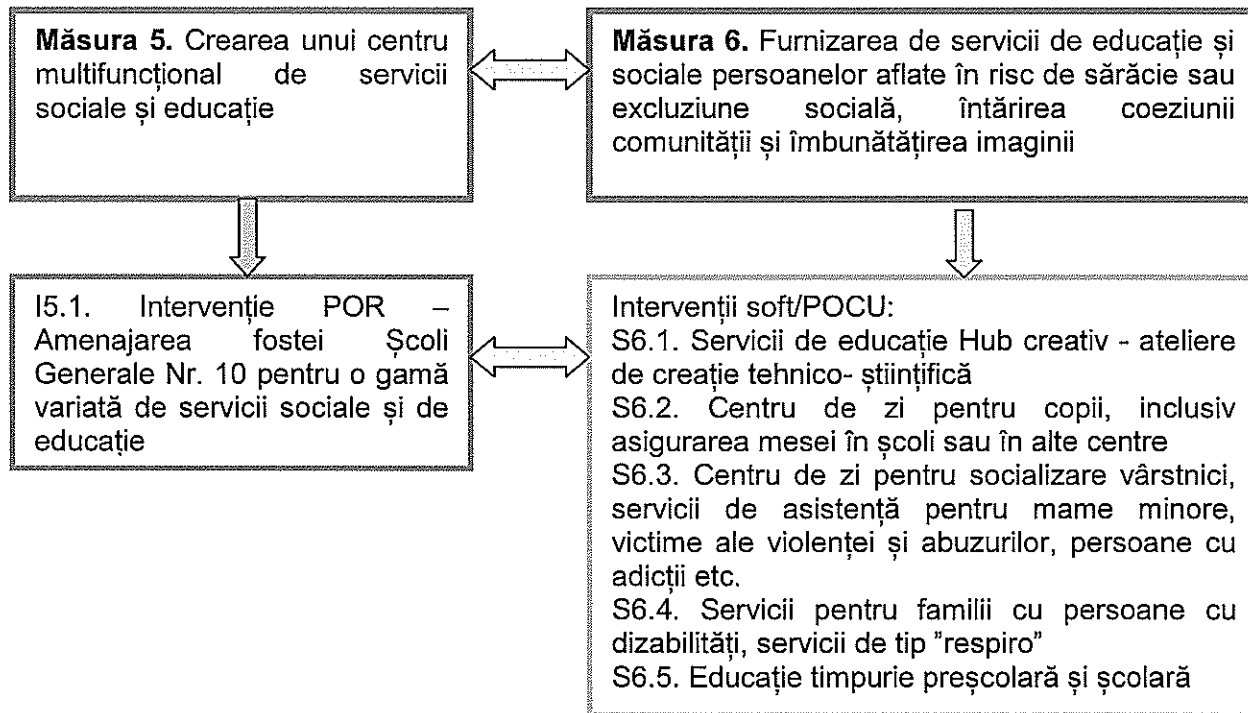 Măsura 5. Crearea unui centru
multifuncțional de servicii
sociale și educație
Măsura 6. Furnizarea de servicii de educație și
sociale persoanelor aflate în risc de sărăcie sau
excluziune socială, întărirea coeziunii
comunității și îmbunătățirea imaginii
I5.1. Intervenție POR –
Amenajarea fostei Școli
Generale Nr. 10 pentru o gamă
variată de servicii sociale și de
educație
Intervenții soft/POCU:
S6.1. Servicii de educație Hub creativ - ateliere
de creație tehnico- științifică
S6.2. Centru de zi pentru copii, inclusiv
asigurarea mesei în școli sau în alte centre
S6.3. Centru de zi pentru socializare vârstnici,
servicii de asistență pentru mame minore,
victime ale violenței și abuzurilor, persoane cu
adicții etc.
S6.4. Servicii pentru familii cu persoane cu
dizabilități, servicii de tip "respiro"
S6.5. Educație timpurie preșcolară și școlară